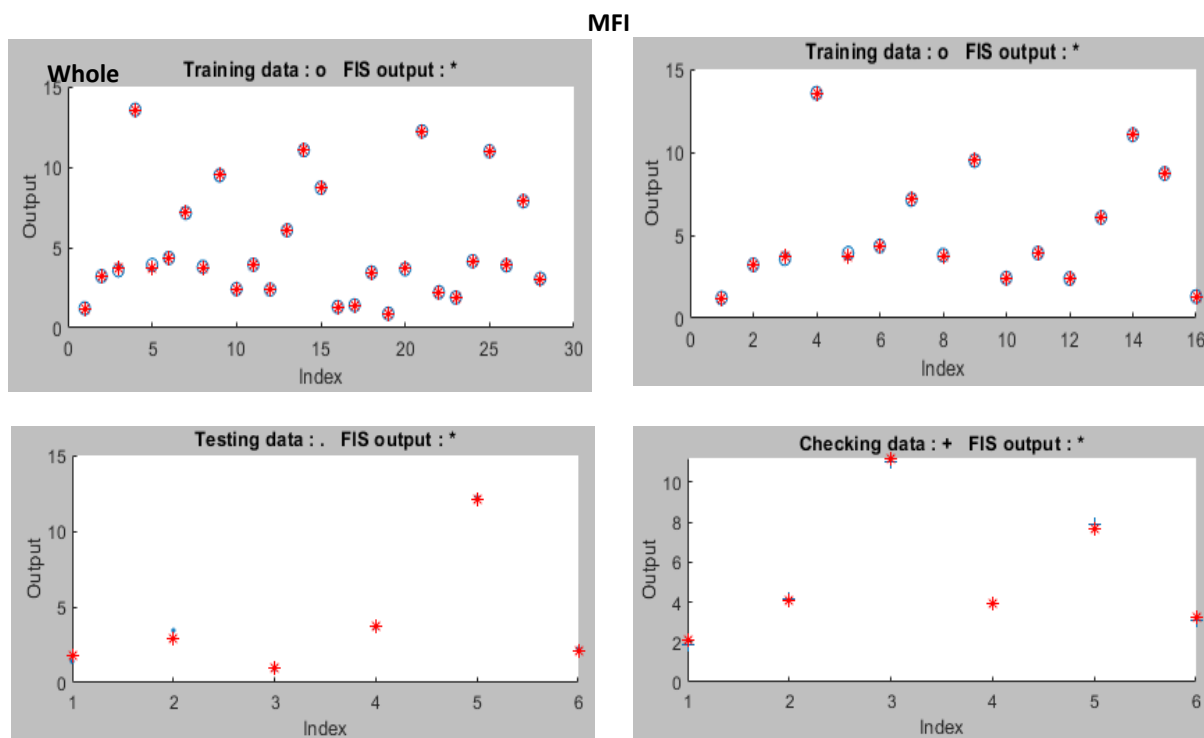 MFI
Whole
Training data : o FIS output : *
15
10
5
0
Output
0 5 10 15 20 25 30
Index
Training data : o FIS output : *
15
10
5
0
Output
0 2 4 6 8 10 12 14 16
Index
Testing data : . FIS output : *
15
10
5
0
Output
1 2 3 4 5 6
Index
Checking data : + FIS output : *
10
8
6
4
2
0
Output
1 2 3 4 5 6
Index